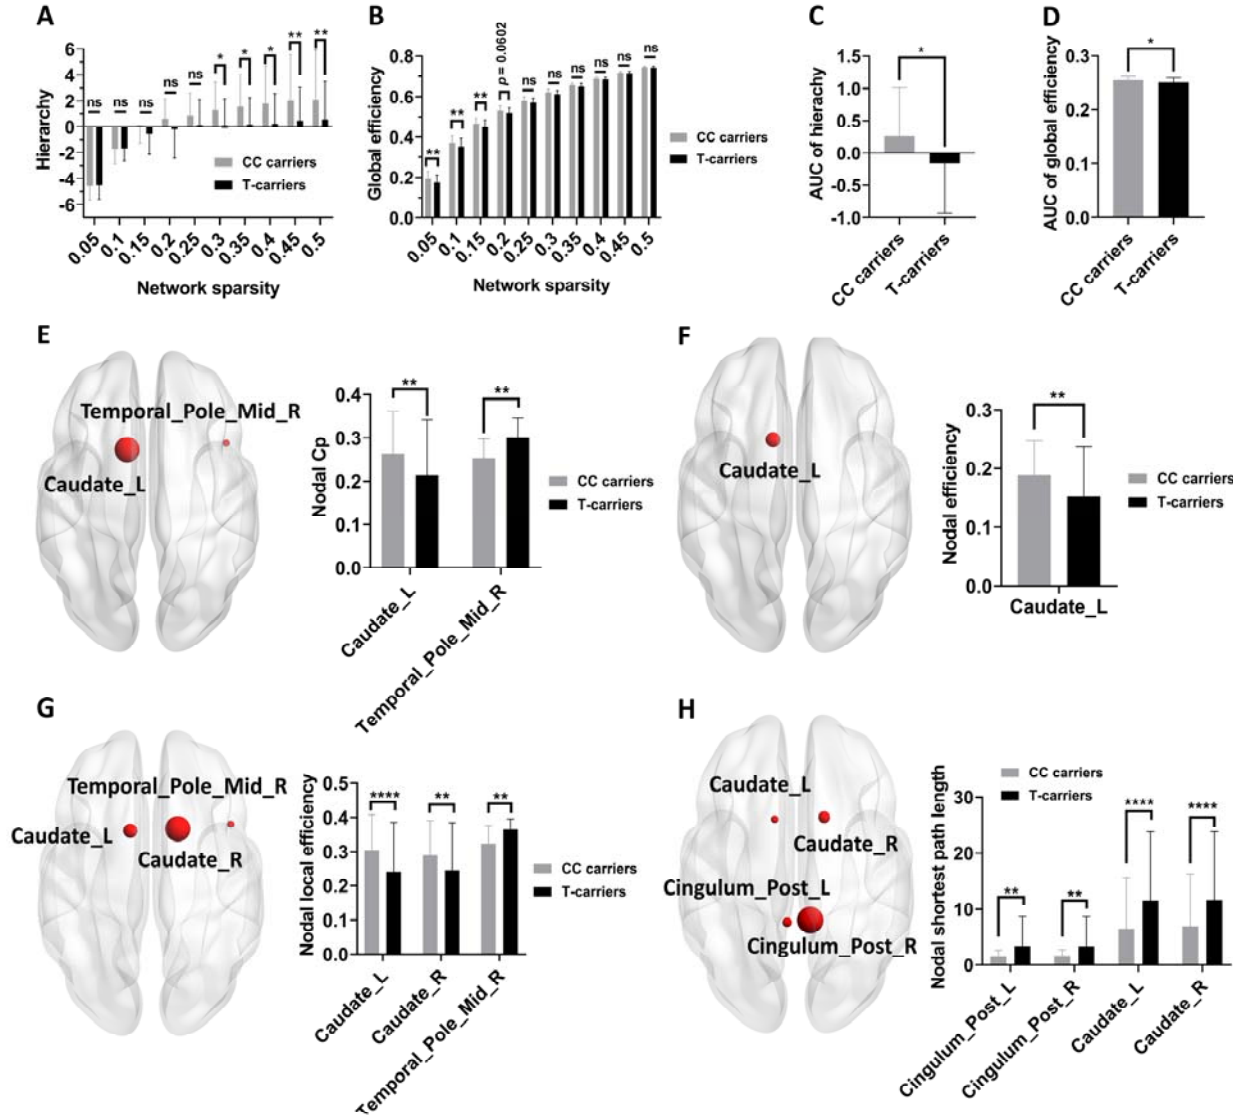 A
Hierarchy
6
4
2
0
-2
-4
-6
ns
ns
ns
ns
ns
*
*
*
**
**
CC carriers
T-carriers
0.05
0.1
0.15
0.2
0.25
0.3
0.35
0.4
0.45
0.5
Network sparsity
B
Global efficiency
0.8
0.6
0.4
0.2
0.0
**
**
**
p = 0.0602
ns
ns
ns
ns
ns
ns
CC carriers
T-carriers
0.05
0.1
0.15
0.2
0.25
0.3
0.35
0.4
0.45
0.5
Network sparsity
C
AUC of hierachy
1.5
1.0
0.5
0.0
-0.5
-1.0
*
CC carriers
T-carriers
D
AUC of global efficiency
0.3
0.2
0.1
0.0
*
CC carriers
T-carriers
E
Temporal_Pole_Mid_R
Caudate_L
Nodal Cp
0.4
0.3
0.2
0.1
0.0
**
**
CC carriers
T-carriers
Caudate_L
Temporal_Pole_Mid_R
F
Caudate_L
Nodal efficiency
0.3
0.2
0.1
0.0
**
CC carriers
T-carriers
Caudate_L
G
Temporal_Pole_Mid_R
Caudate_L
Caudate_R
Nodal local efficiency
0.5
0.4
0.3
0.2
0.1
0.0
****
**
**
CC carriers
T-carriers
Caudate_L
Caudate_R
Temporal_Pole_Mid_R
H
Caudate_L
Caudate_R
Cingulum_Post_L
Cingulum_Post_R
Nodal shortest path length
CC carriers
T-carriers
30
20
10
0
**
**
****
****
Cingulum_Post_L
Cingulum_Post_R
Caudate_L
Caudate_R